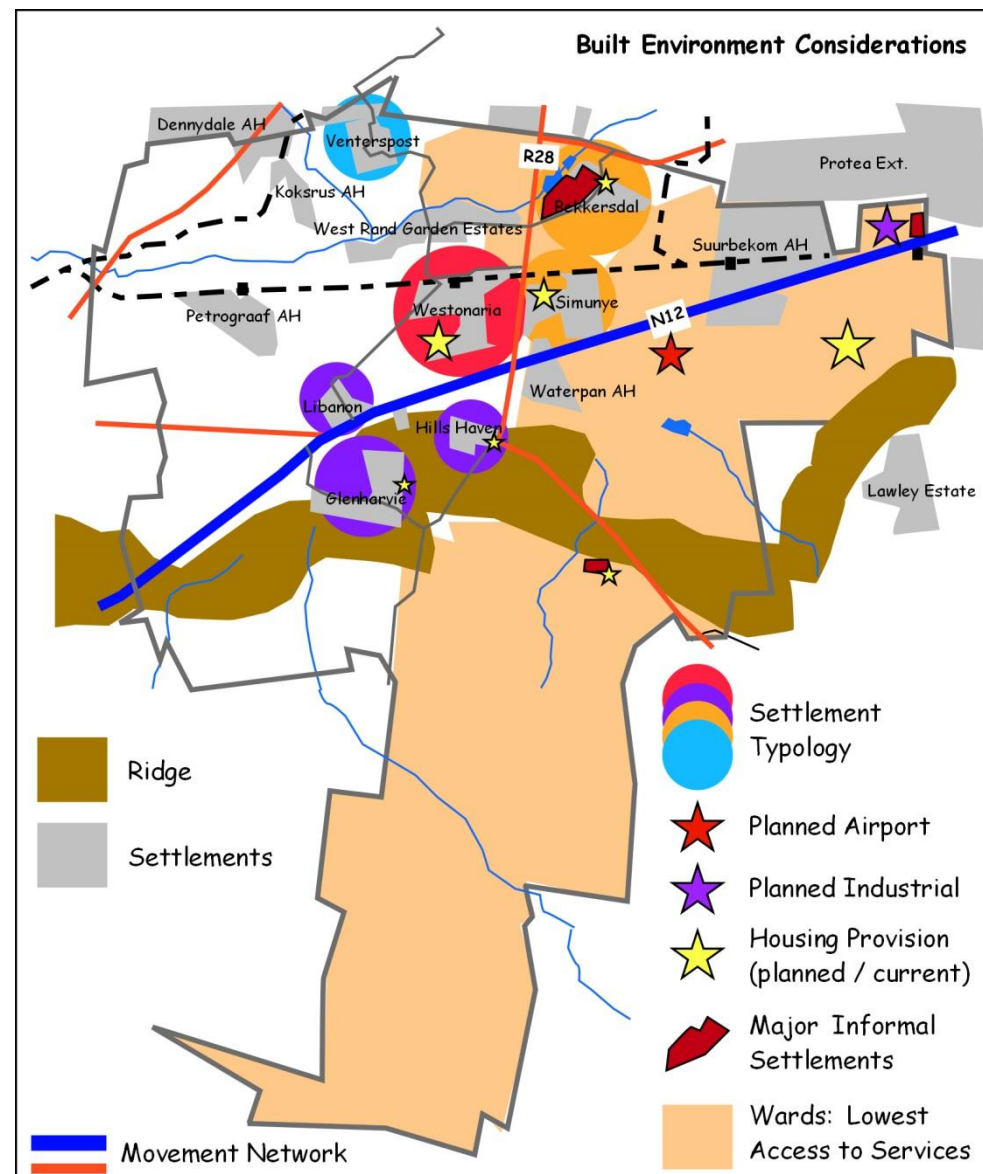 Built Environment Considerations
Dennydale AH
Venterspost
R28
Protea Ext.
Koksrus AH
Bekkersdal
West Rand Garden Estates
Suurbekom AH
Petrograaf AH
Westonaria
Simunye
N12
Waterpan AH
Libanon
Hills Haven
Glenharvie
Lawley Estate
Settlement
Typology
Ridge
Planned Airport
Settlements
Planned Industrial
Housing Provision
(planned / current)
Major Informal
Settlements
Wards: Lowest
Access to Services
Movement Network